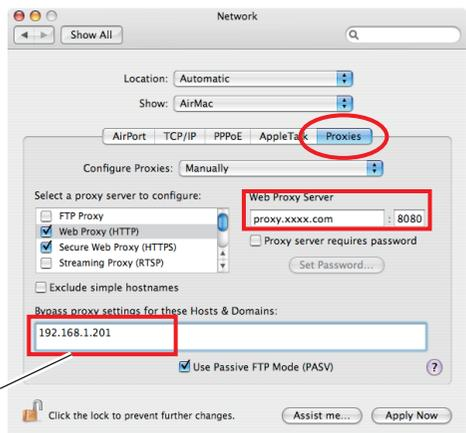 Network
Show All
Location: Automatic
Show: AirMac
AirPort TCP/IP PPPoE AppleTalk Proxies
Configure Proxies: Manually
Select a proxy server to configure:
Web Proxy Server
FTP Proxy
Web Proxy (HTTP)
Secure Web Proxy (HTTPS)
Streaming Proxy (RTSP)
proxy.xxxx.com : 8080
Proxy server requires password
Set Password...
Exclude simple hostnames
Bypass proxy settings for these Hosts & Domains:
192.168.1.201
Use Passive FTP Mode (PASV)
?
Click the lock to prevent further changes.
Assist me...
Apply Now